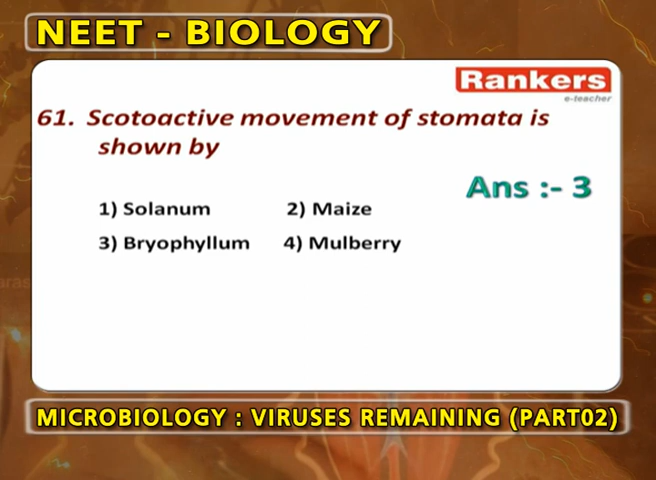 NEET - BIOLOGY
Rankers
e-teacher
61. Scotoactive movement of stomata is
shown by
Ans :- 3
1) Solanum 2) Maize
3) Bryophyllum 4) Mulberry
MICROBIOLOGY : VIRUSES REMAINING (PART02)